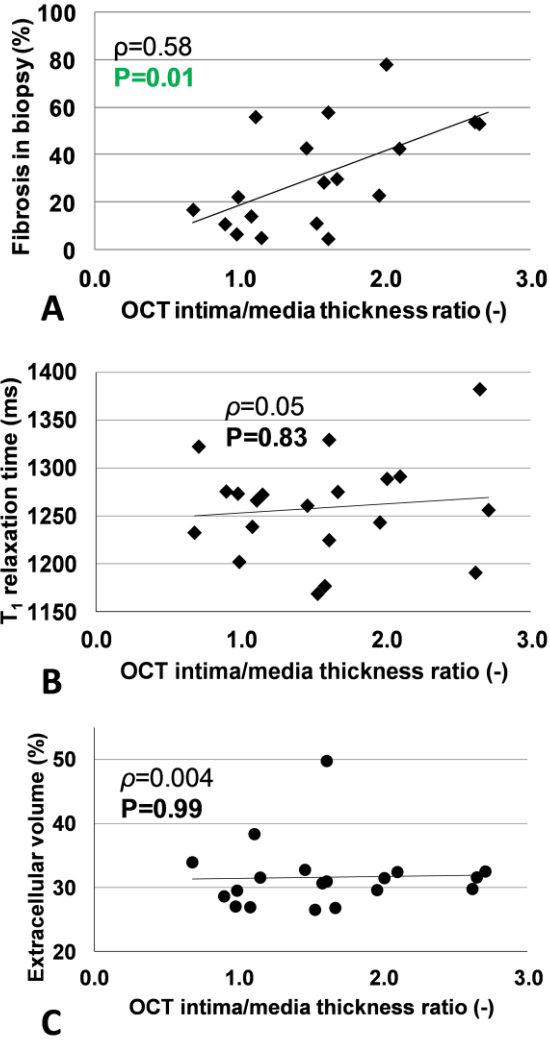 Fibrosis in biopsy (%)
100
80
60
40
20
0
ρ=0.58
P=0.01
0.0 1.0 2.0 3.0
OCT intima/media thickness ratio (-)
A
T1 relaxation time (ms)
1400
1350
1300
1250
1200
1150
ρ=0.05
P=0.83
0.0 1.0 2.0 3.0
OCT intima/media thickness ratio (-)
B
Extracellular volume (%)
50
40
30
20
ρ=0.004
P=0.99
0.0 1.0 2.0 3.0
OCT intima/media thickness ratio (-)
C